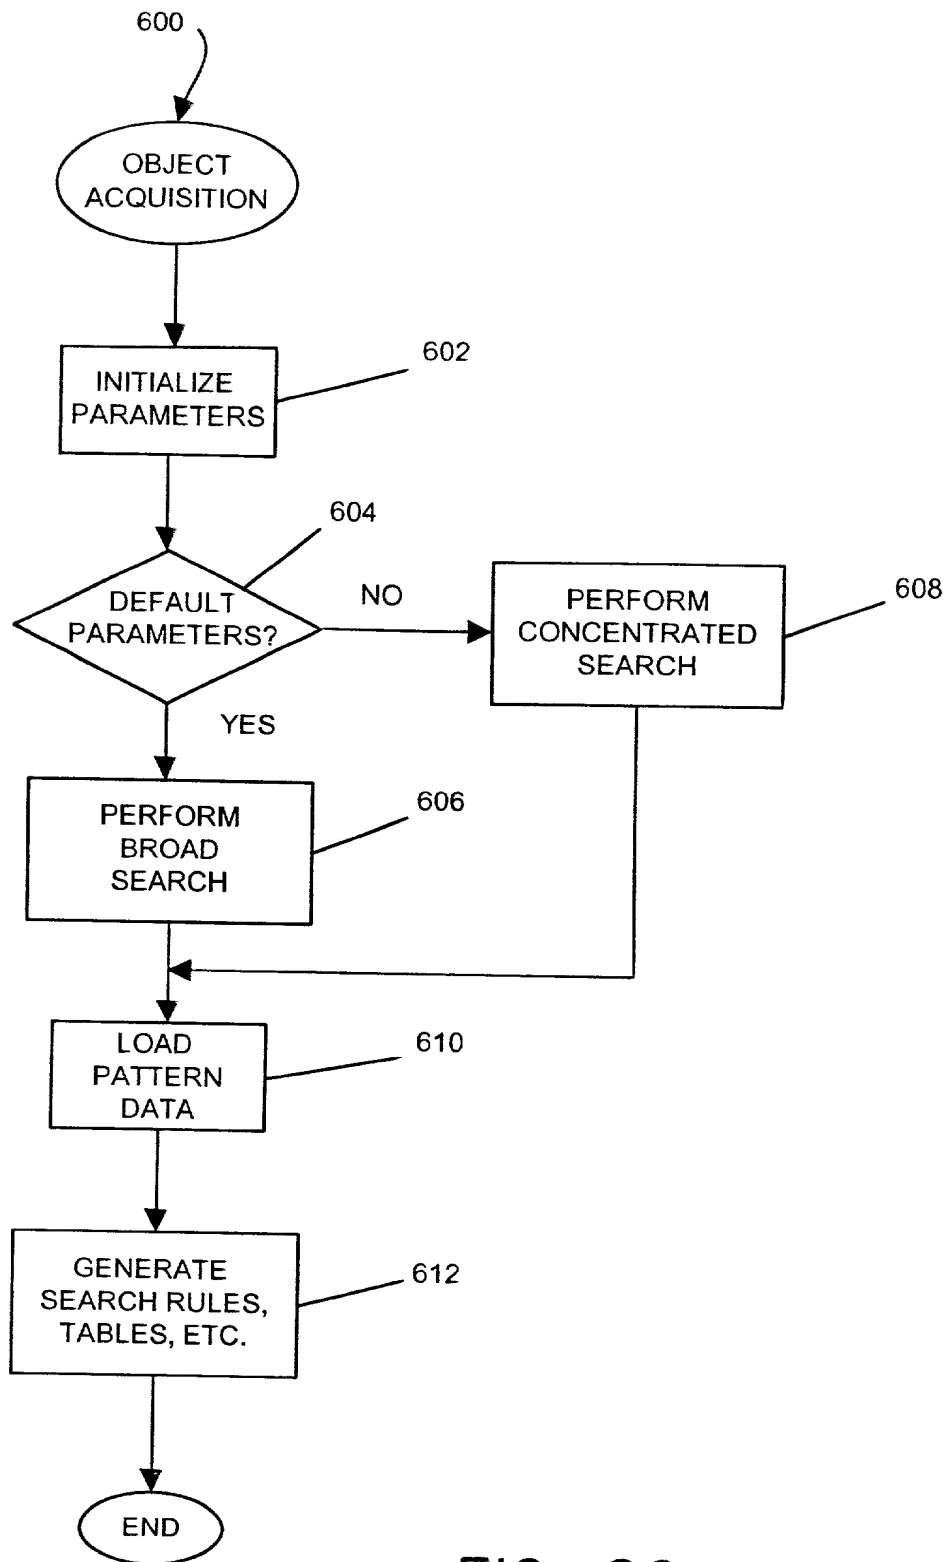 600
OBJECT
ACQUISITION
602
INITIALIZE
PARAMETERS
604
DEFAULT
PARAMETERS?
NO
608
PERFORM
CONCENTRATED
SEARCH
YES
606
PERFORM
BROAD
SEARCH
610
LOAD
PATTERN
DATA
612
GENERATE
SEARCH RULES,
TABLES, ETC.
END